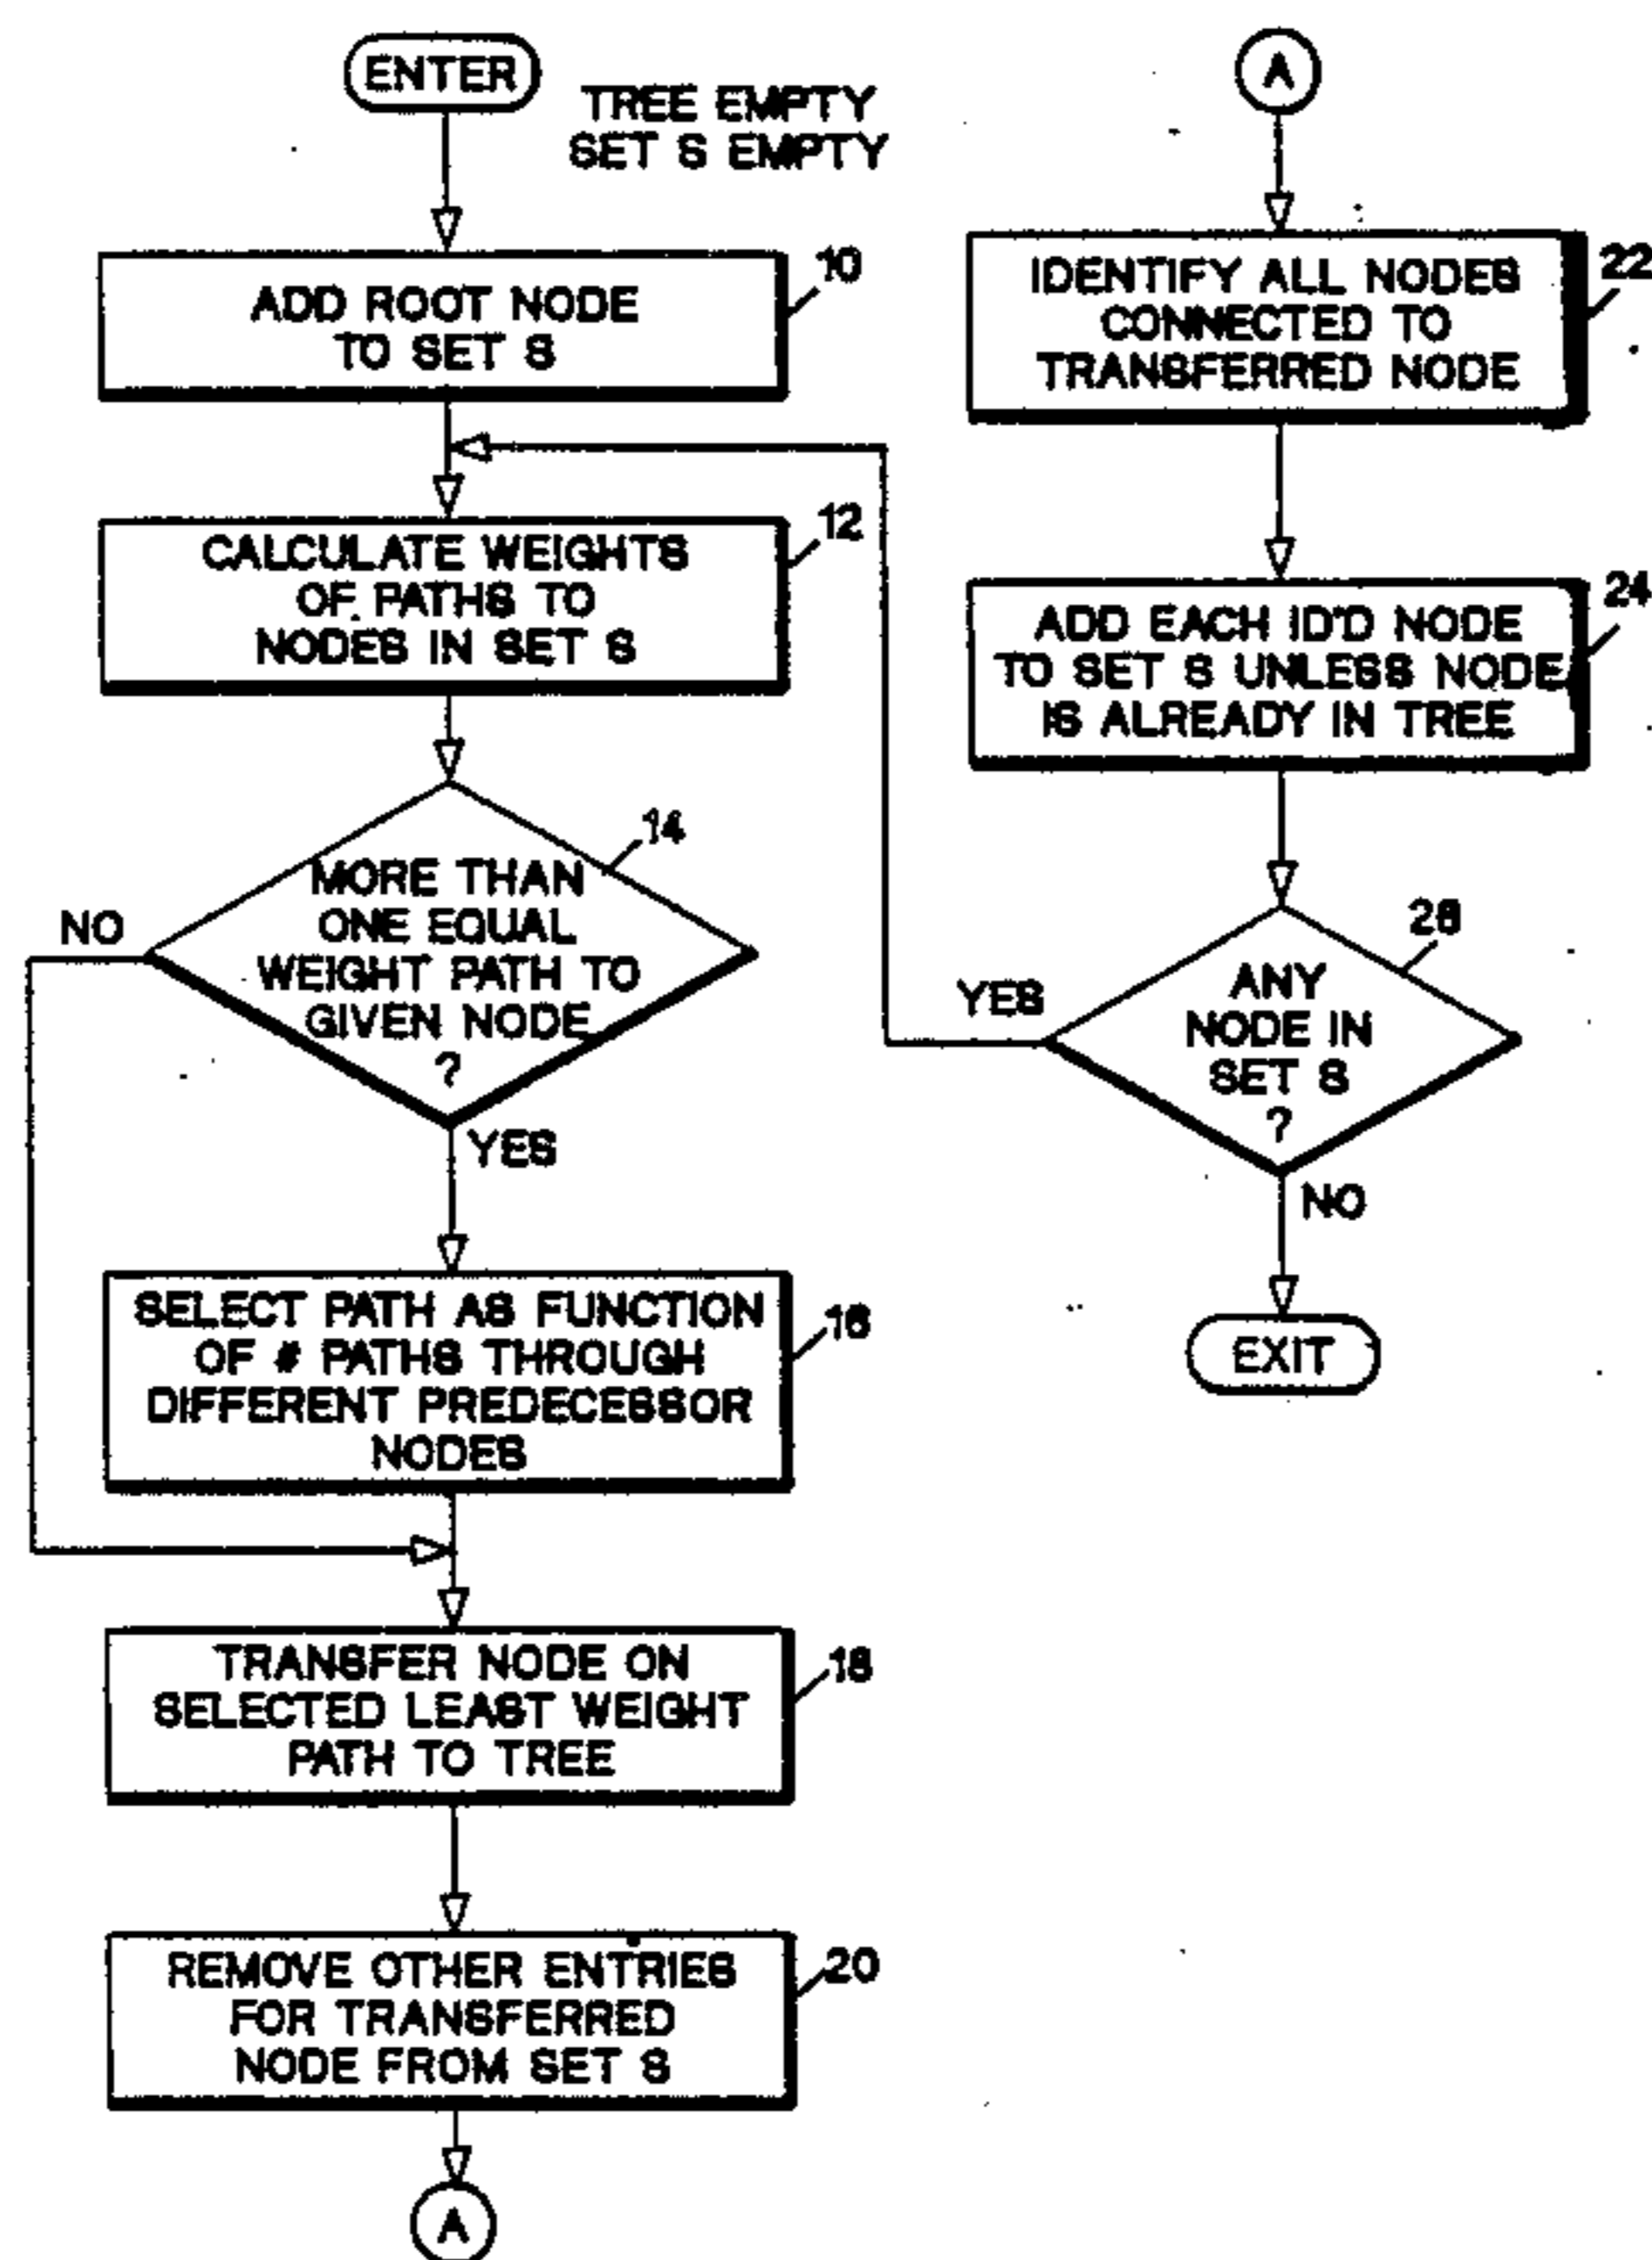 ENTER
TREE EMPTY
SET S EMPTY
10
ADD ROOT NODE
TO SET S
12
CALCULATE WEIGHTS
OF PATHS TO
NODES IN SET S
14
MORE THAN
ONE EQUAL
WEIGHT PATH TO
GIVEN NODE
?
NO
YES
16
SELECT PATH AS FUNCTION
OF # PATHS THROUGH
DIFFERENT PREDECESSOR
NODES
18
TRANSFER NODE ON
SELECTED LEAST WEIGHT
PATH TO TREE
20
REMOVE OTHER ENTRIES
FOR TRANSFERRED
NODE FROM SET S
A
A
22
IDENTIFY ALL NODES
CONNECTED TO
TRANSFERRED NODE
24
ADD EACH ID'D NODE
TO SET S UNLESS NODE
IS ALREADY IN TREE
26
ANY
NODE IN
SET S
?
YES
NO
EXIT